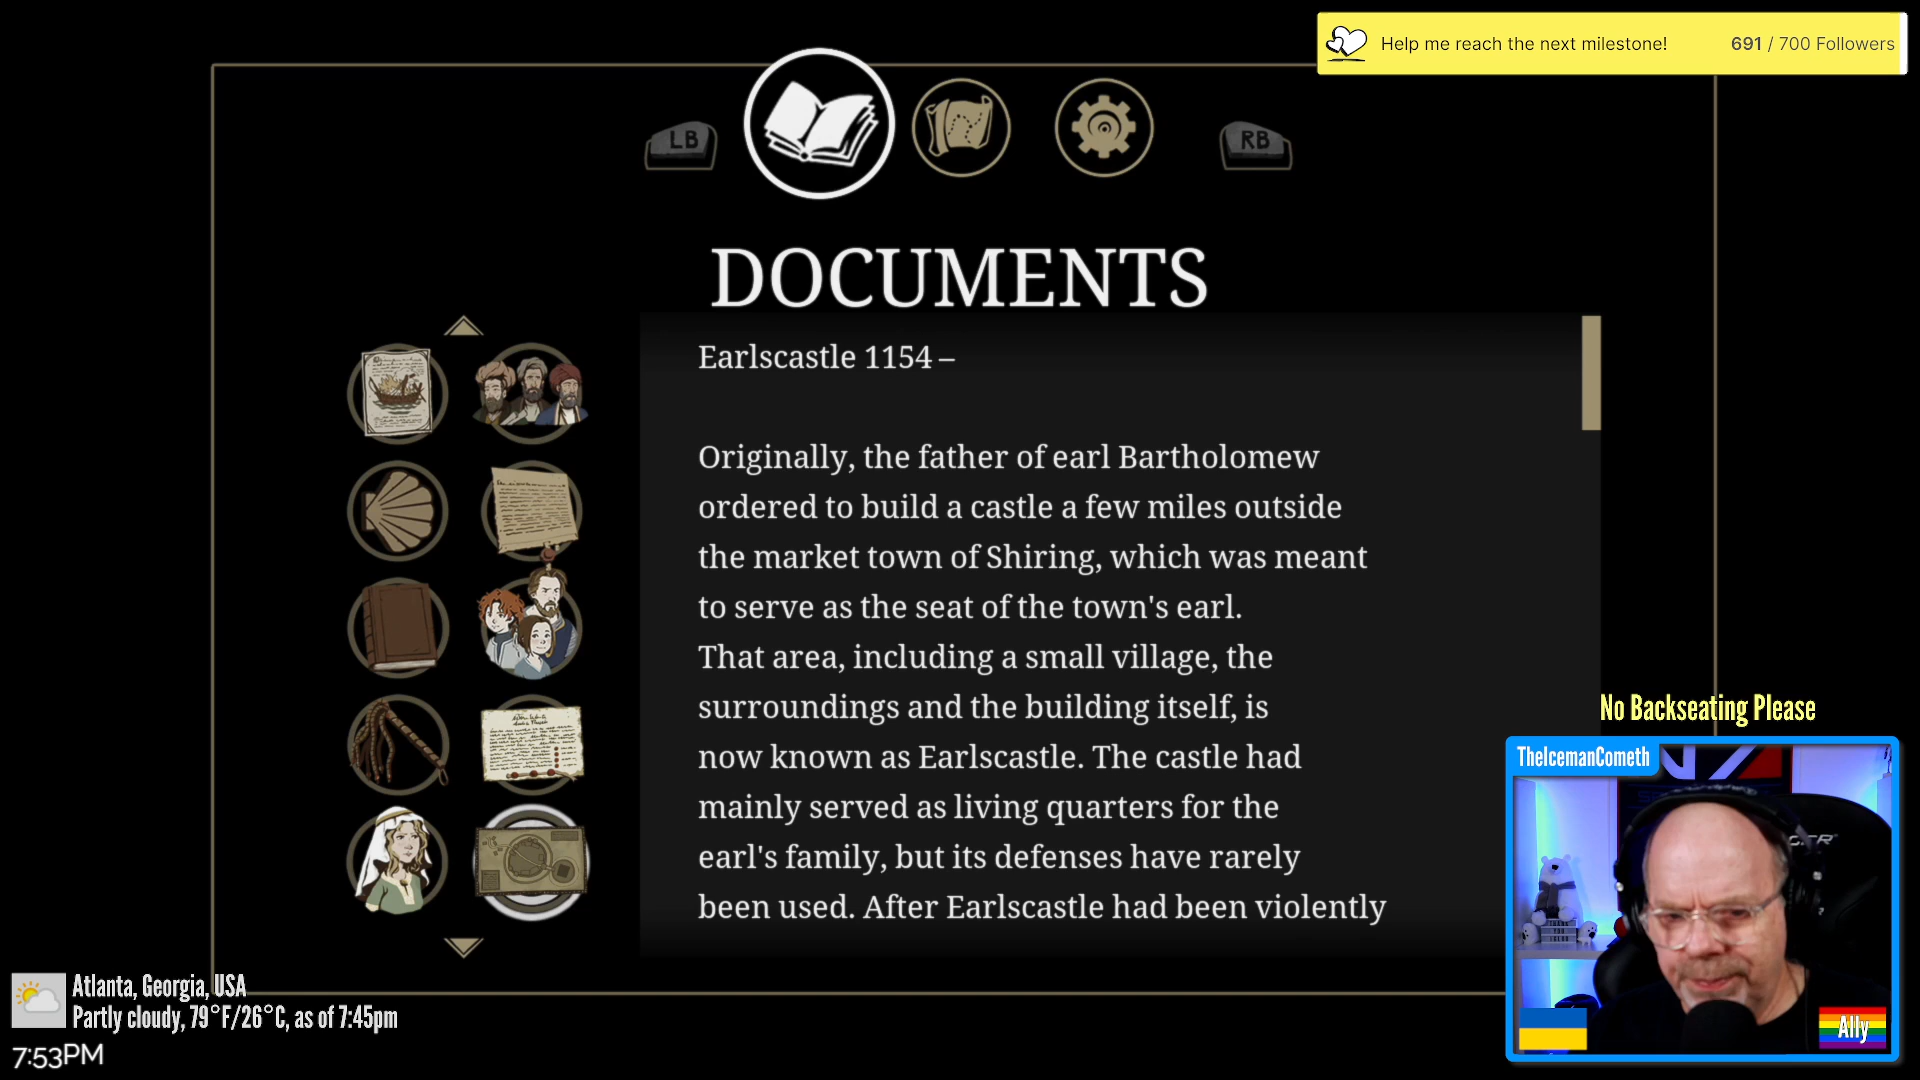 Help me reach the next milestone!
691 / 700 Followers
LB
RB
DOCUMENTS
Earlscastle 1154 –
Originally, the father of earl Bartholomew
ordered to build a castle a few miles outside
the market town of Shiring, which was meant
to serve as the seat of the town's earl.
That area, including a small village, the
surroundings and the building itself, is
now known as Earlscastle. The castle had
mainly served as living quarters for the
earl's family, but its defenses have rarely
been used. After Earlscastle had been violently
No Backseating Please
TheIcemanCometh
Ally
Atlanta, Georgia, USA
Partly cloudy, 79°F/26°C, as of 7:45pm
7:53PM